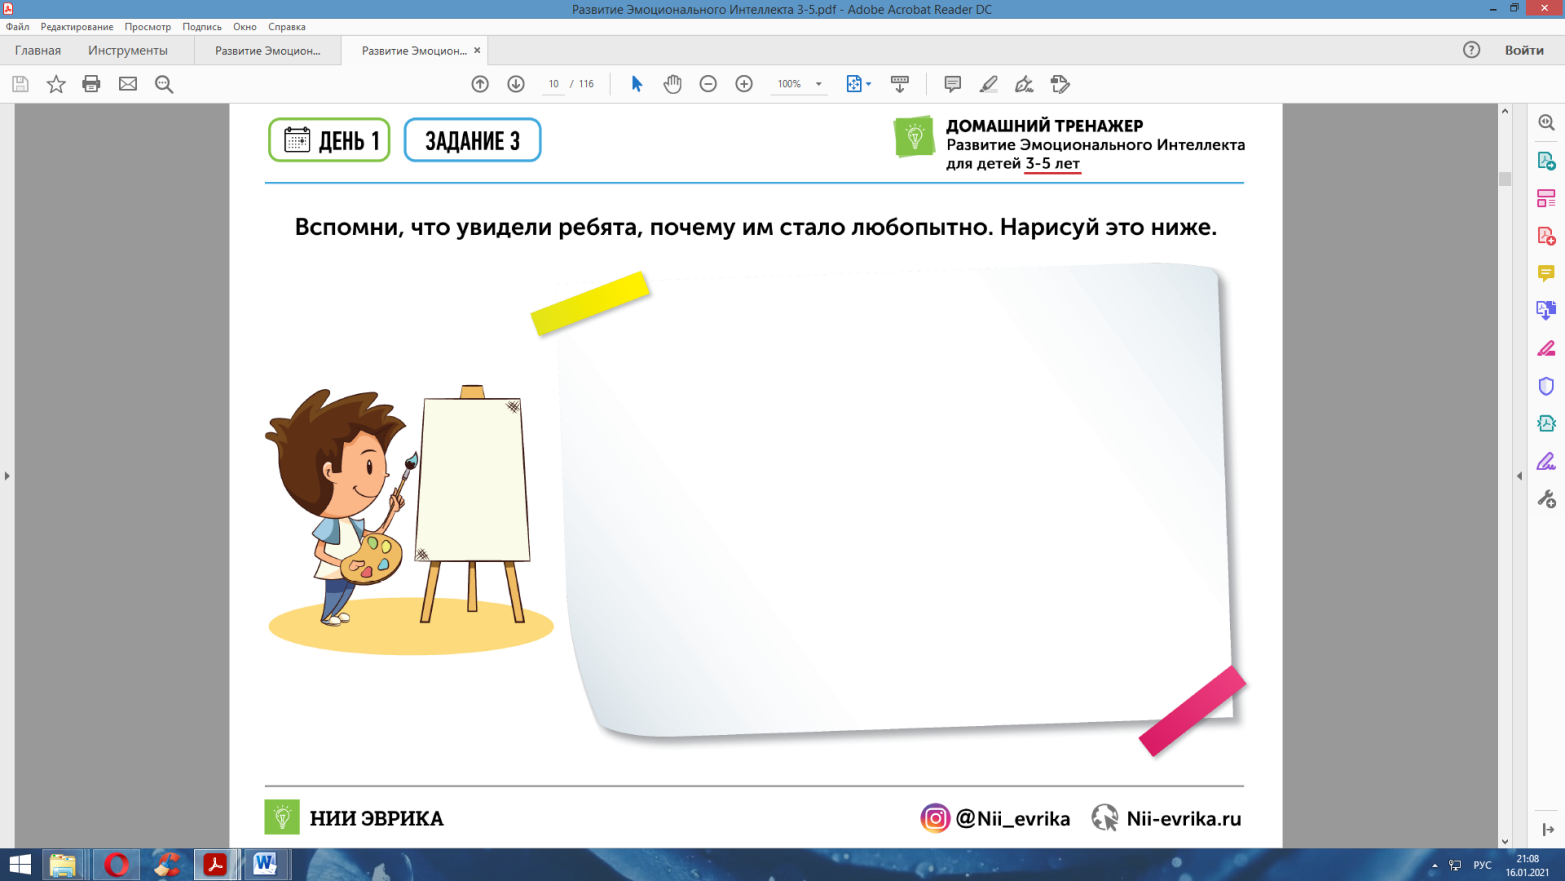 Развитие Эмоционального Интеллекта 3-5.pdf - Adobe Acrobat Reader DC
Файл Редактирование Просмотр Подпись Окно Справка
Главная Инструменты Развитие Эмоцион... Развитие Эмоцион... × Войти
10 / 116 100%
ДЕНЬ 1 ЗАДАНИЕ 3
ДОМАШНИЙ ТРЕНАЖЕР
Развитие Эмоционального Интеллекта
для детей 3-5 лет
Вспомни, что увидели ребята, почему им стало любопытно. Нарисуй это ниже.
НИИ ЭВРИКА @Nii_evrika Nii-evrika.ru
РУС 21:08
16.01.2021